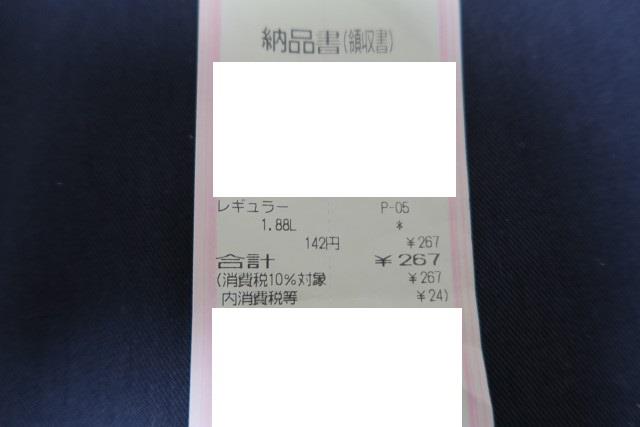 納品書(領収書)
レギュラー P-05
1.88L *
142円 ¥267
合計 ¥267
(消費税10%対象 ¥267
内消費税等 ¥24)